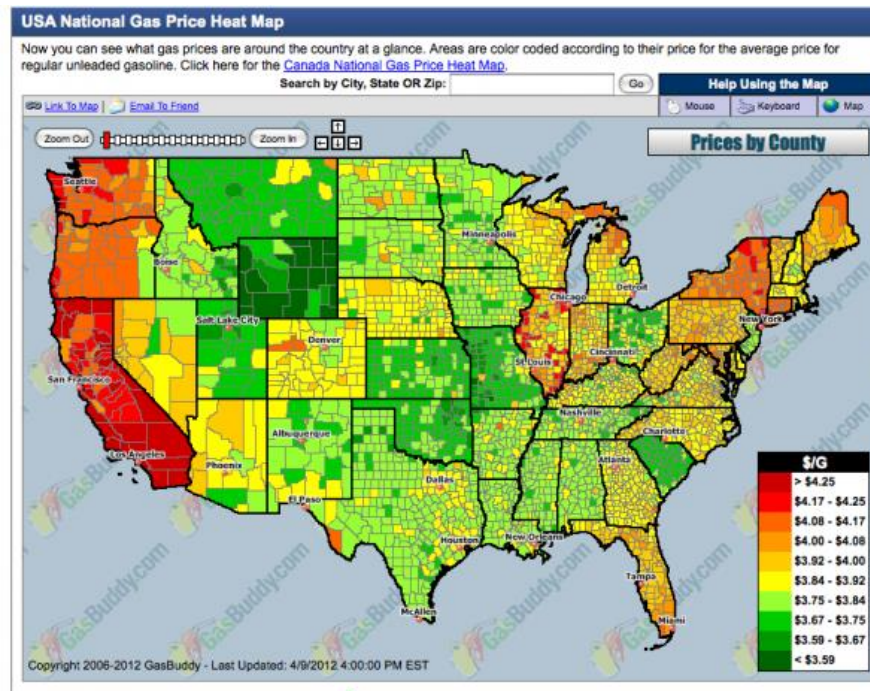 USA National Gas Price Heat Map
Now you can see what gas prices are around the country at a glance. Areas are color coded according to their price for the average price for
regular unleaded gasoline. Click here for the Canada National Gas Price Heat Map.
Search by City, State OR Zip:
Go
Help Using the Map
Link To Map | Email To Friend
Mouse
Keyboard
Map
Zoom Out
Zoom In
Prices by County
Seattle
Minneapolis
Boise
Detroit
Chicago
Salt Lake City
New York
Denver
St Louis
Cincinnati
San Francisco
Nashville
Charlotte
Albuquerque
Los Angeles
Phoenix
Atlanta
El Paso
Dallas
Houston
New Orleans
Tampa
McAllen
Miami
$/G
> $4.25
$4.17 - $4.25
$4.08 - $4.17
$4.00 - $4.08
$3.92 - $4.00
$3.84 - $3.92
$3.75 - $3.84
$3.67 - $3.75
$3.59 - $3.67
< $3.59
GasBuddy.com
Copyright 2006-2012 GasBuddy - Last Updated: 4/9/2012 4:00:00 PM EST